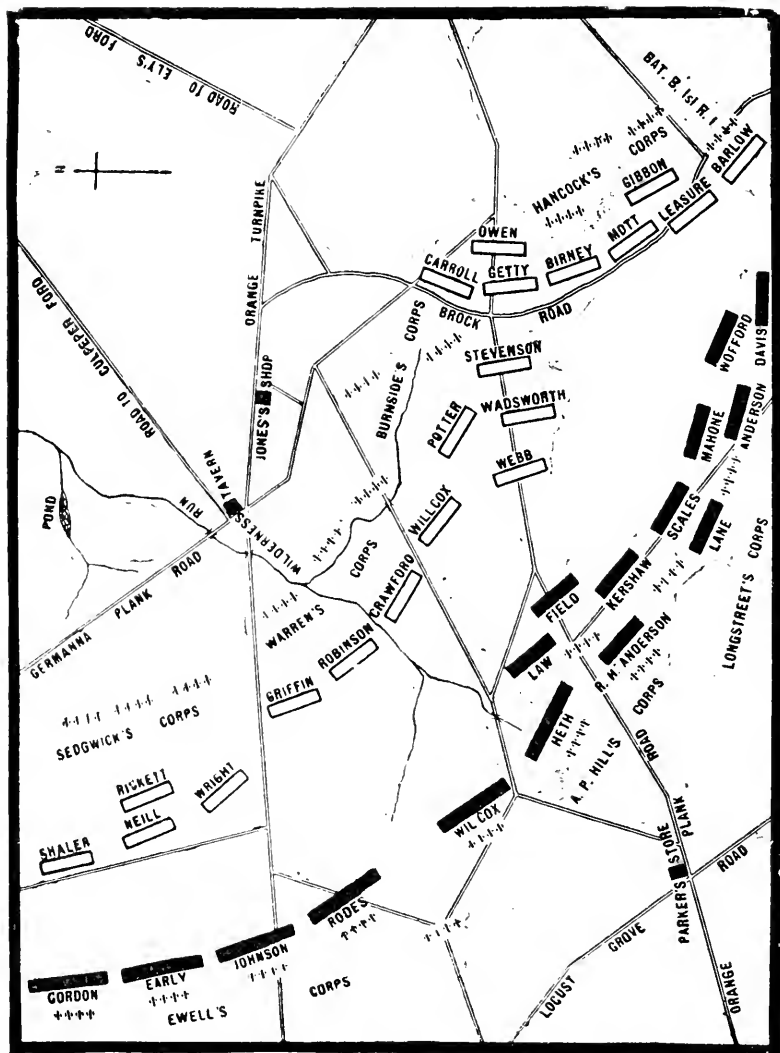 ROAD TO ELY'S FORD
BAT. B. 1st R. I
N
ROAD TO CULPEPER FORD
ORANGE TURNPIKE
HANCOCK'S CORPS
GIBBON
BARLOW
LEASURE
MOTT
BIRNEY
OWEN
GETTY
CARROLL
BROCK ROAD
JONES'S SHOP
BURNSIDE'S CORPS
STEVENSON
WADSWORTH
POTTER
WEBB
WOFFORD
DAVIS
MAHONE
ANDERSON
POND
WILDERNESS TAVERN
WILDERNESS RUN
GERMANNA PLANK ROAD
WILLCOX
CRAWFORD
WARREN'S CORPS
ROBINSON
GRIFFIN
SCALES
LANE
KERSHAW
FIELD
LAW
R. H. ANDERSON
LONGSTREET'S CORPS
SEDGWICK'S CORPS
RICKETT
WRIGHT
NEILL
SHALER
HETH
A. P. HILL'S CORPS
WILCOX
ORANGE PLANK ROAD
PARKER'S STORE
LOCUST GROVE ROAD
RODES
JOHNSON
EARLY
GORDON
EWELL'S CORPS